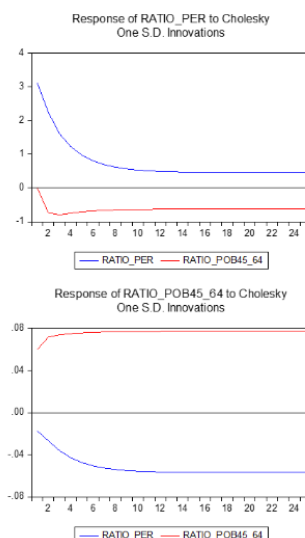 Response of RATIO_PER to Cholesky
One S.D. Innovations
4
3
2
1
0
-1
2 4 6 8 10 12 14 16 18 20 22 24
RATIO_PER RATIO_POB45_64
Response of RATIO_POB45_64 to Cholesky
One S.D. Innovations
.08
.04
.00
-.04
-.08
2 4 6 8 10 12 14 16 18 20 22 24
RATIO_PER RATIO_POB45_64